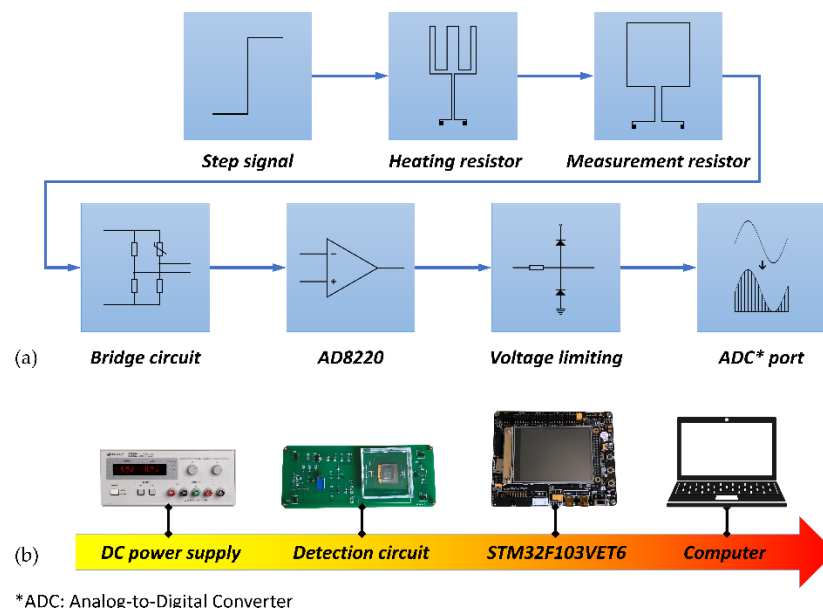 Step signal
Heating resistor
Measurement resistor
(a)
Bridge circuit
AD8220
Voltage limiting
ADC* port
(b)
DC power supply
Detection circuit
STM32F103VET6
Computer
*ADC: Analog-to-Digital Converter